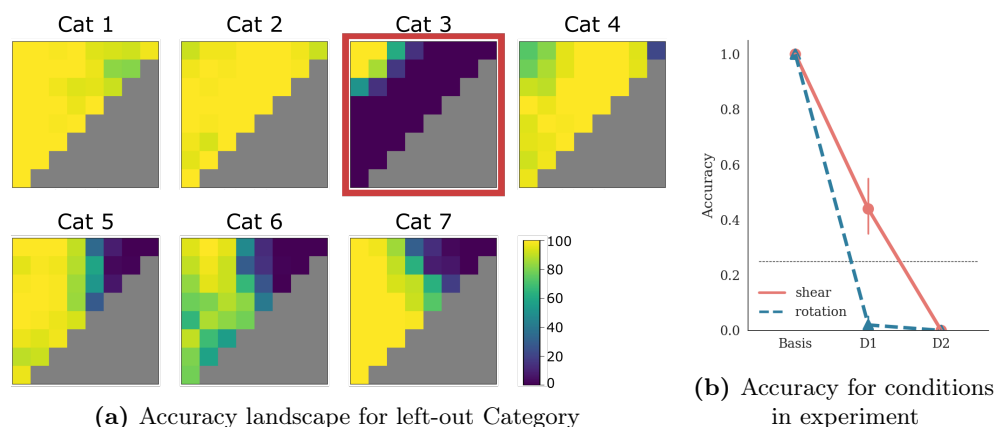 Cat 1
Cat 2
Cat 3
Cat 4
Cat 5
Cat 6
Cat 7
100
80
60
40
20
0
(a) Accuracy landscape for left-out Category
1.0
0.8
0.6
0.4
0.2
0.0
Accuracy
shear
rotation
Basis
D1
D2
(b) Accuracy for conditions
in experiment